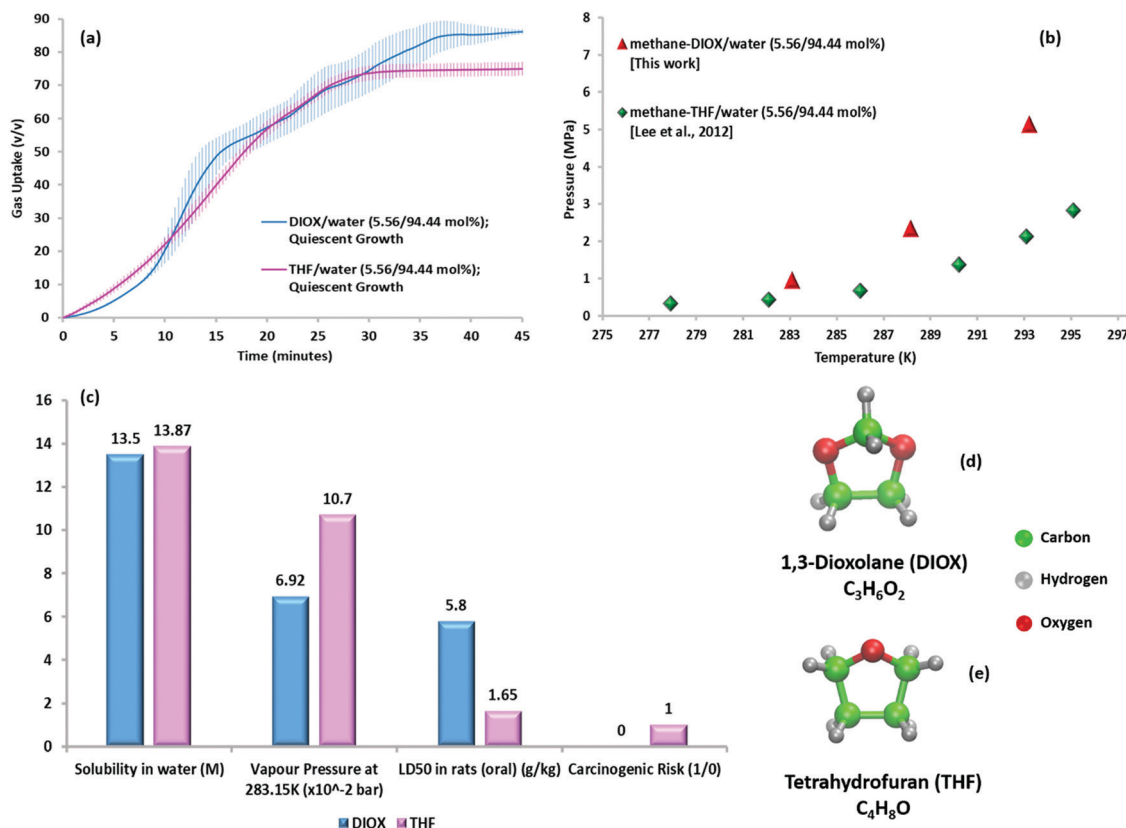 (a)
90
80
70
60
50
40
30
20
10
0
Gas Uptake (v/v)
DIOX/water (5.56/94.44 mol%);
Quiescent Growth
THF/water (5.56/94.44 mol%);
Quiescent Growth
0 5 10 15 20 25 30 35 40 45
Time (minutes)
(b)
8
7
6
5
4
3
2
1
0
Pressure (MPa)
methane-DIOX/water (5.56/94.44 mol%)
[This work]
methane-THF/water (5.56/94.44 mol%)
[Lee et al., 2012]
275 277 279 281 283 285 287 289 291 293 295 297
Temperature (K)
(c)
16
14
12
10
8
6
4
2
0
13.5 13.87
6.92 10.7
5.8 1.65
0 1
Solubility in water (M) Vapour Pressure at LD50 in rats (oral) (g/kg) Carcinogenic Risk (1/0)
283.15K (x10^-2 bar)
DIOX THF
(d)
1,3-Dioxolane (DIOX)
C₃H₆O₂
Carbon
Hydrogen
Oxygen
(e)
Tetrahydrofuran (THF)
C₄H₈O